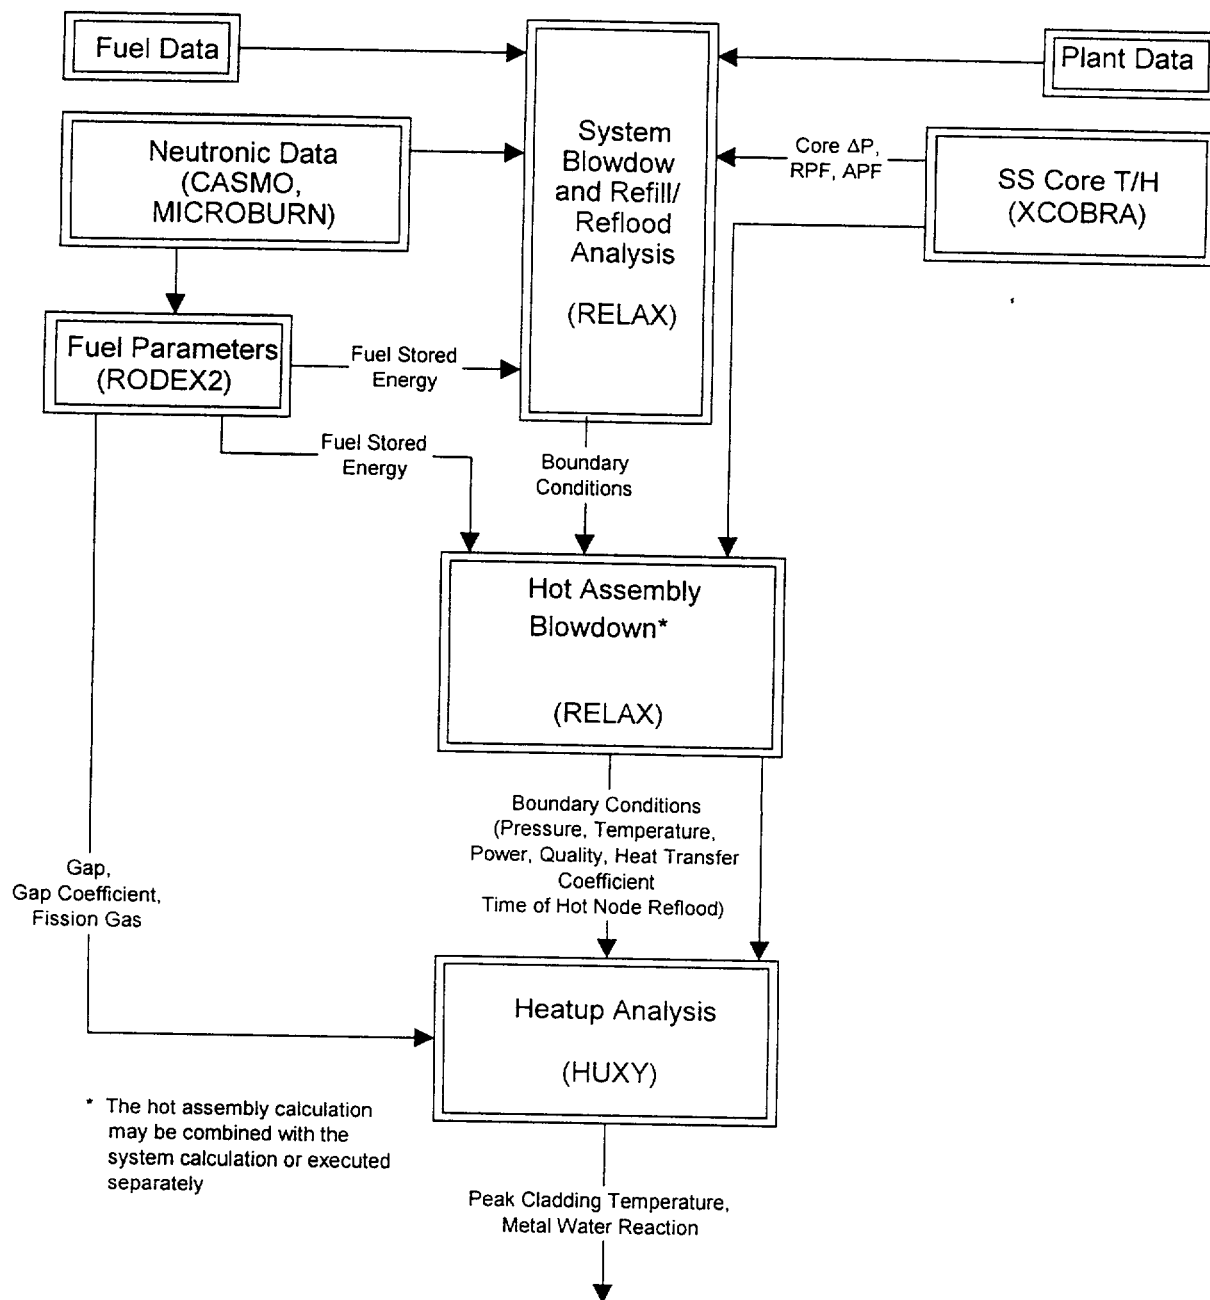 Fuel Data
Plant Data
Neutronic Data
(CASMO,
MICROBURN)
System
Blowdow
and Refill/
Reflood
Analysis
(RELAX)
Core ΔP,
RPF, APF
SS Core T/H
(XCOBRA)
Fuel Parameters
(RODEX2)
Fuel Stored
Energy
Fuel Stored
Energy
Boundary
Conditions
Hot Assembly
Blowdown*
(RELAX)
Boundary Conditions
(Pressure, Temperature,
Power, Quality, Heat Transfer
Coefficient
Time of Hot Node Reflood)
Gap,
Gap Coefficient,
Fission Gas
Heatup Analysis
(HUXY)
* The hot assembly calculation
may be combined with the
system calculation or executed
separately
Peak Cladding Temperature,
Metal Water Reaction